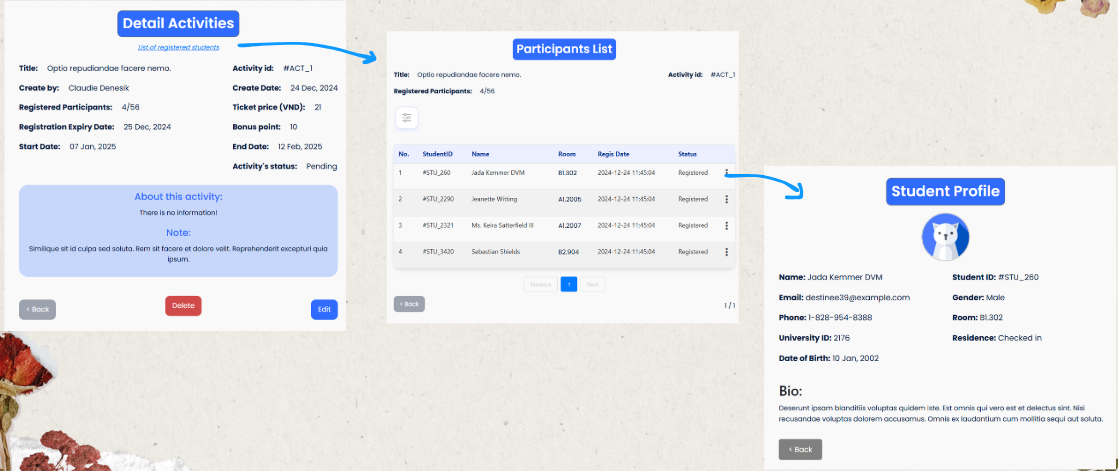 Detail Activities
List of registered students
Title: Optio repudiandae facere nemo. Activity id: #ACT_1
Create by: Claudie Denesik Create Date: 24 Dec, 2024
Registered Participants: 4/56 Ticket price (VND): 21
Registration Expiry Date: 25 Dec, 2024 Bonus point: 10
Start Date: 07 Jan, 2025 End Date: 12 Feb, 2025
Activity's status: Pending
About this activity:
There is no information!
Note:
Similique sit id culpa sed soluta. Rem sit facere et dolore velit. Reprehenderit excepturi quia
ipsum.
< Back Delete Edit
Participants List
Title: Optio repudiandae facere nemo. Activity id: #ACT_1
Registered Participants: 4/56
No. StudentID Name Room Regis Date Status
1 #STU_260 Jada Kemmer DVM B1.302 2024-12-24 11:45:04 Registered
2 #STU_2290 Jeanette Witting A1.2006 2024-12-24 11:45:04 Registered
3 #STU_2321 Ms. Keira Satterfield III A1.2007 2024-12-24 11:45:04 Registered
4 #STU_3420 Sebastian Shields B2.904 2024-12-24 11:45:04 Registered
Previous 1 Next
< Back 1 / 1
Student Profile
Name: Jada Kemmer DVM Student ID: #STU_260
Email: destinee39@example.com Gender: Male
Phone: 1-828-954-8388 Room: B1.302
University ID: 2176 Residence: Checked in
Date of Birth: 10 Jan, 2002
Bio:
Deserunt ipsam blanditiis voluptas quidem iste. Est omnis qui vero est et delectus sint. Nisi
recusandae voluptas dolorem accusamus. Omnis ex laudantium cum mollitia sequi aut soluta.
< Back